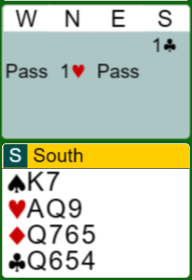 W N E S
1♣
Pass 1♥ Pass
S South
♠K7
♥AQ9
♦Q765
♣Q654